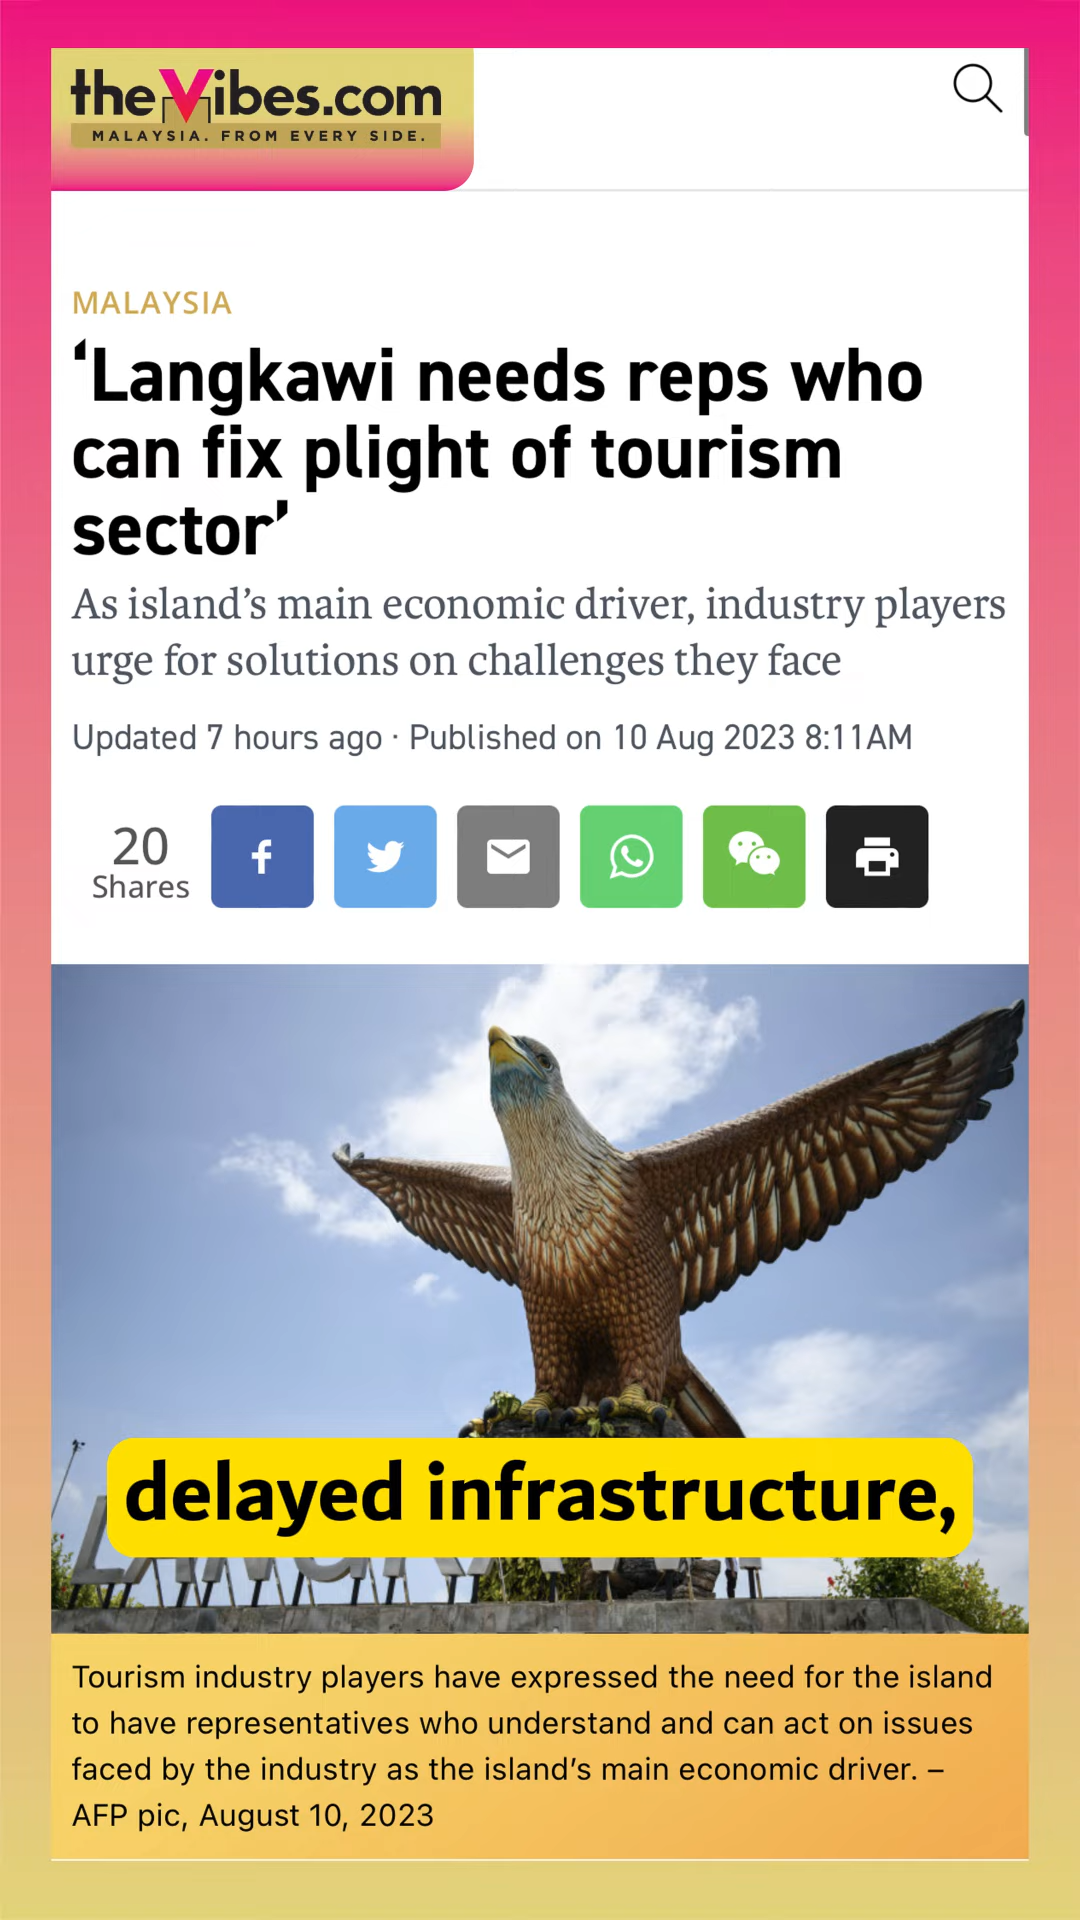 theVibes.com
MALAYSIA. FROM EVERY SIDE.
MALAYSIA
‘Langkawi needs reps who
can fix plight of tourism
sector’
As island’s main economic driver, industry players
urge for solutions on challenges they face
Updated 7 hours ago · Published on 10 Aug 2023 8:11AM
20
Shares
delayed infrastructure,
Tourism industry players have expressed the need for the island
to have representatives who understand and can act on issues
faced by the industry as the island’s main economic driver. –
AFP pic, August 10, 2023